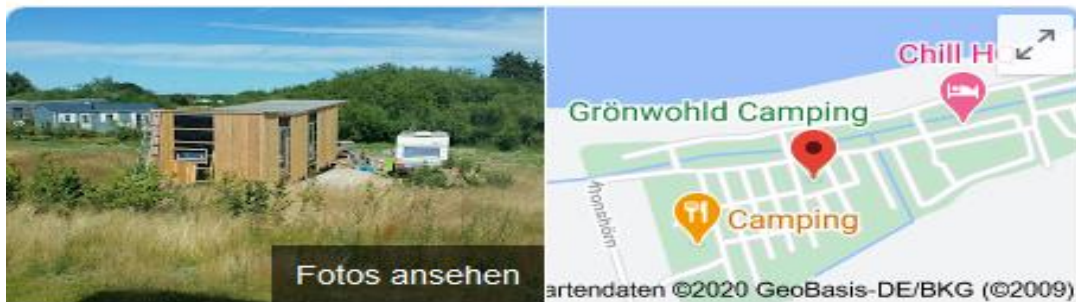 Chill H
Grönwohld Camping
Camping
Fotos ansehen
artendaten ©2020 GeoBasis-DE/BKG (©2009)